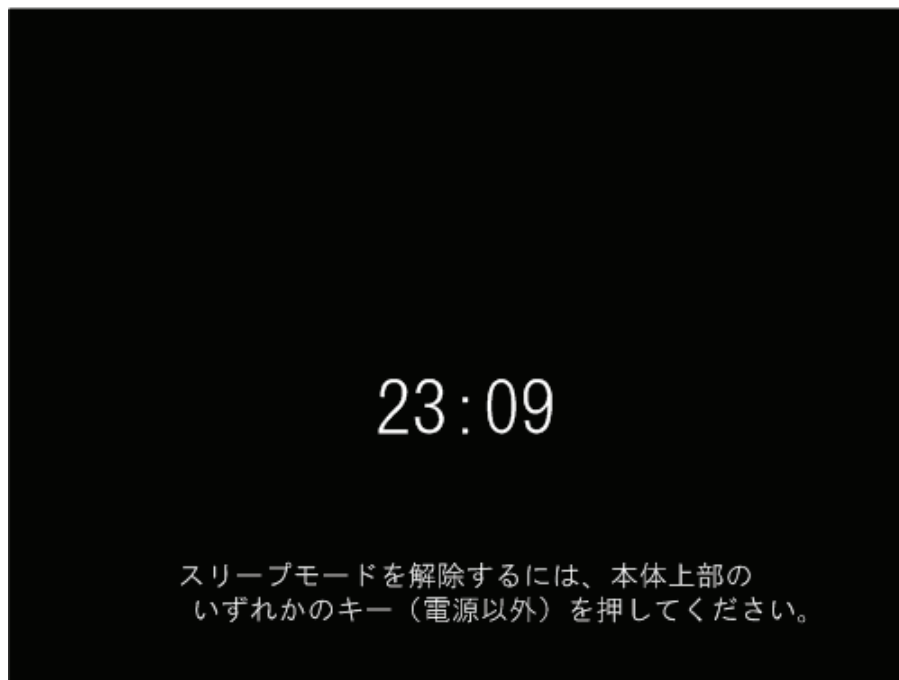 23:09
スリープモードを解除するには、本体上部の
いずれかのキー（電源以外）を押してください。